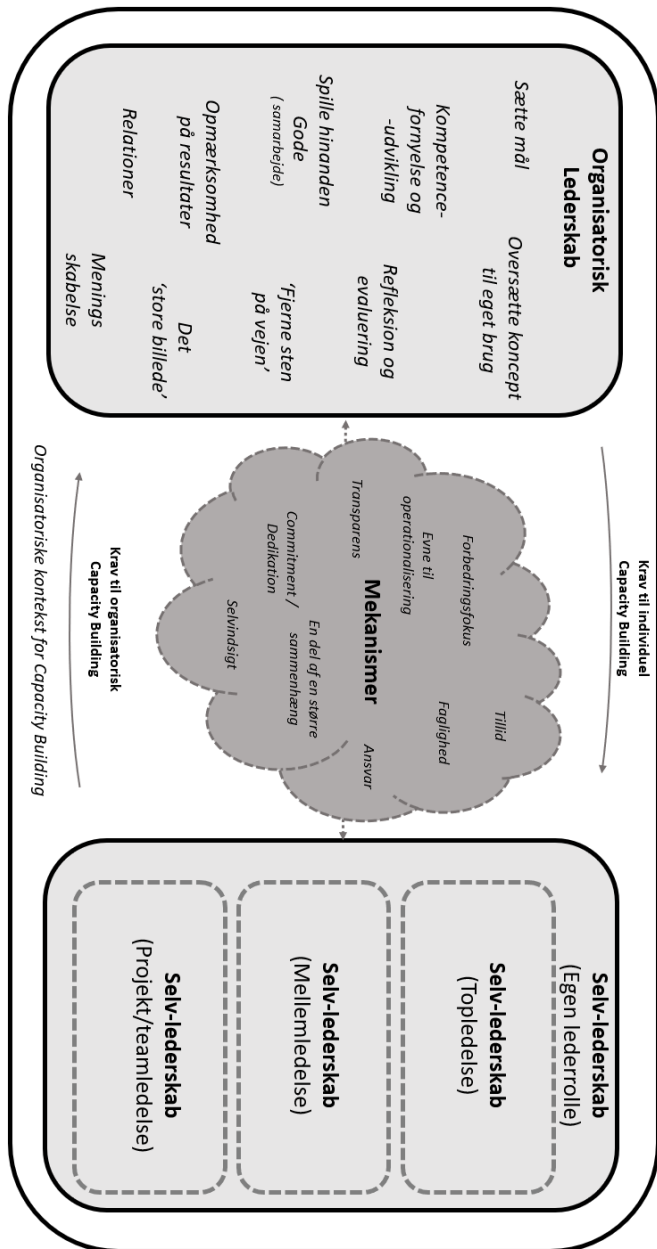 Organisatorisk
Lederskab
Sætte mål
Oversætte koncept
til eget brug
Kompetence-
fornyelse og
-udvikling
Refleksion og
evaluering
Spille hinanden
Gode
( samarbejde)
'Fjerne sten
på vejen'
Opmærksomhed
på resultater
Det
'store billede'
Relationer
Menings
skabelse
Krav til individuel
Capacity Building
Forbedringsfokus
Tillid
Evne til
operationalisering
Faglighed
Transparens
Mekanismer
Ansvar
Commitment /
Dedikation
En del af en større
sammenhæng
Selvindsigt
Krav til organisatorisk
Capacity Building
Organisatoriske kontekst for Capacity Building
Selv-lederskab
(Egen lederrolle)
Selv-lederskab
(Topledelse)
Selv-lederskab
(Mellemledelse)
Selv-lederskab
(Projekt/teamledelse)